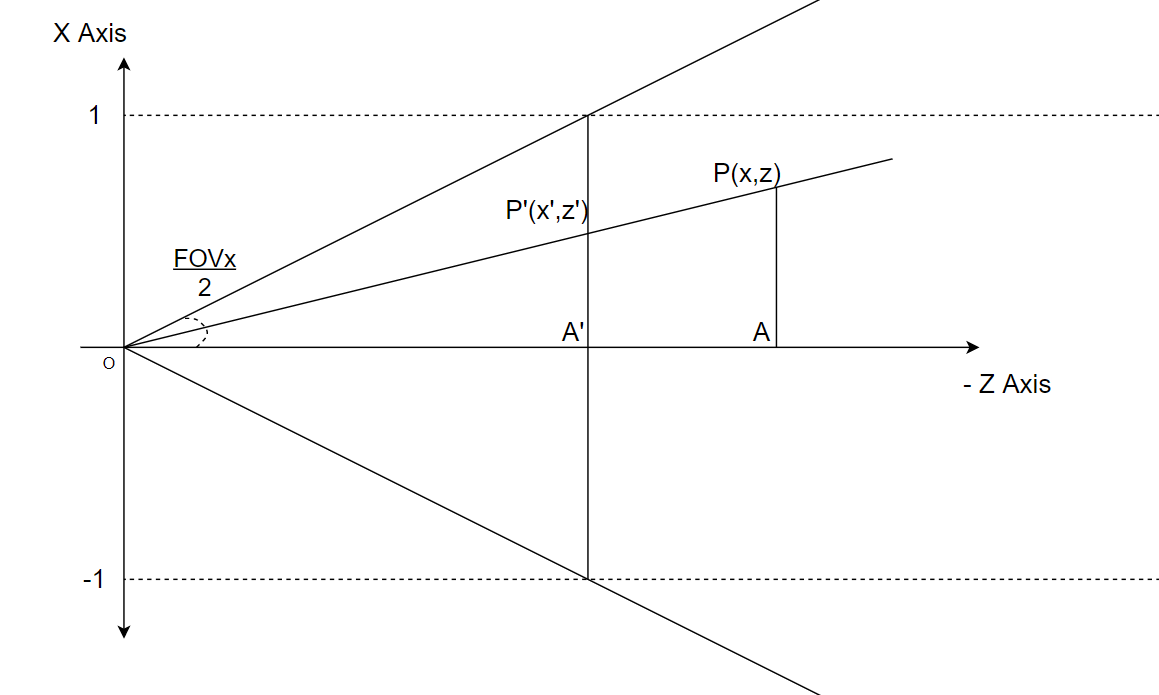 X Axis
1
P(x,z)
P'(x',z')
FOVx
2
A'
A
O
- Z Axis
-1